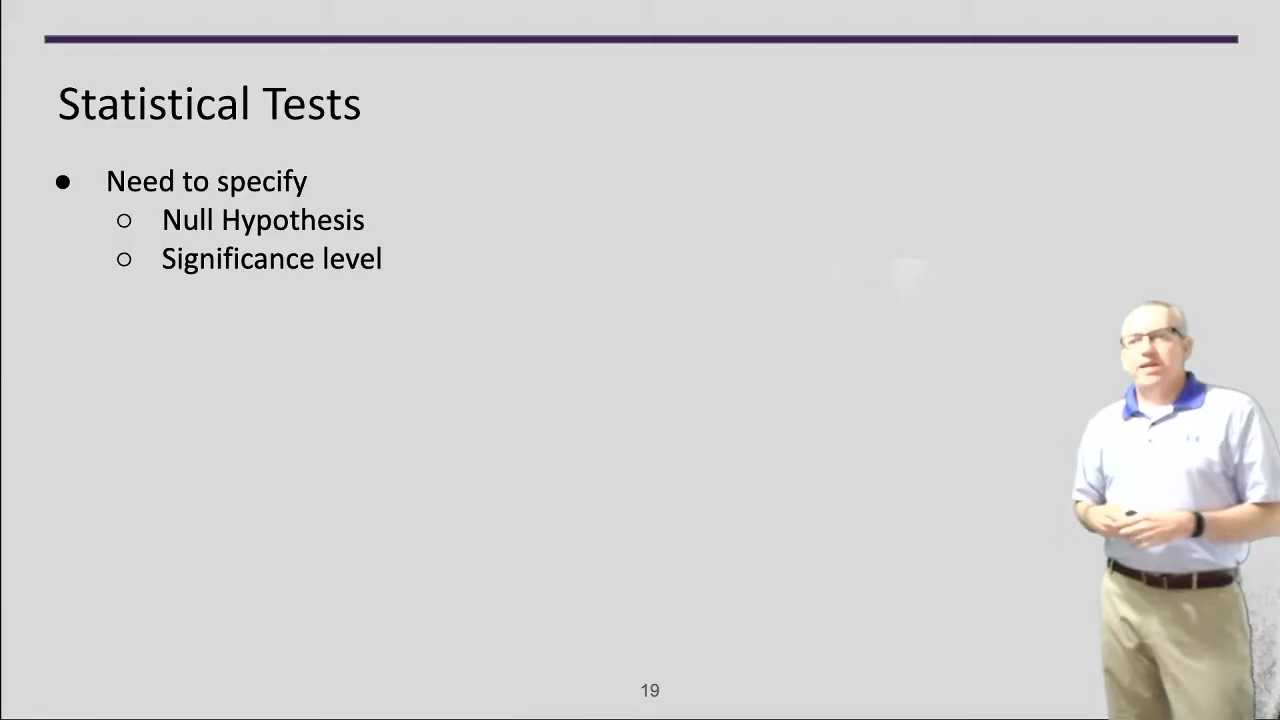 Statistical Tests
● Need to specify
○ Null Hypothesis
○ Significance level
19